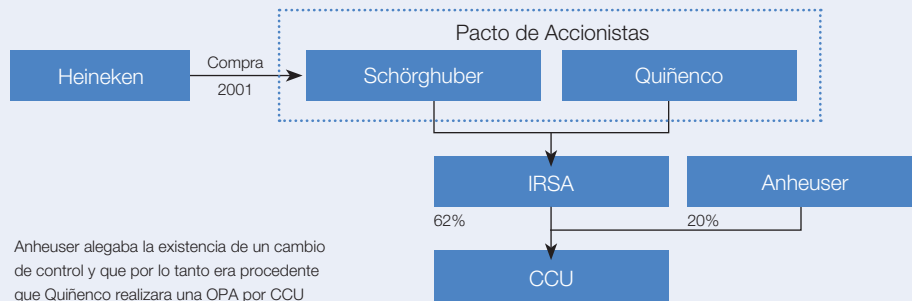 Pacto de Accionistas
Heineken
Compra
2001
Schörghuber
Quiñenco
IRSA
Anheuser
62%
20%
Anheuser alegaba la existencia de un cambio
de control y que por lo tanto era procedente
que Quiñenco realizara una OPA por CCU
CCU